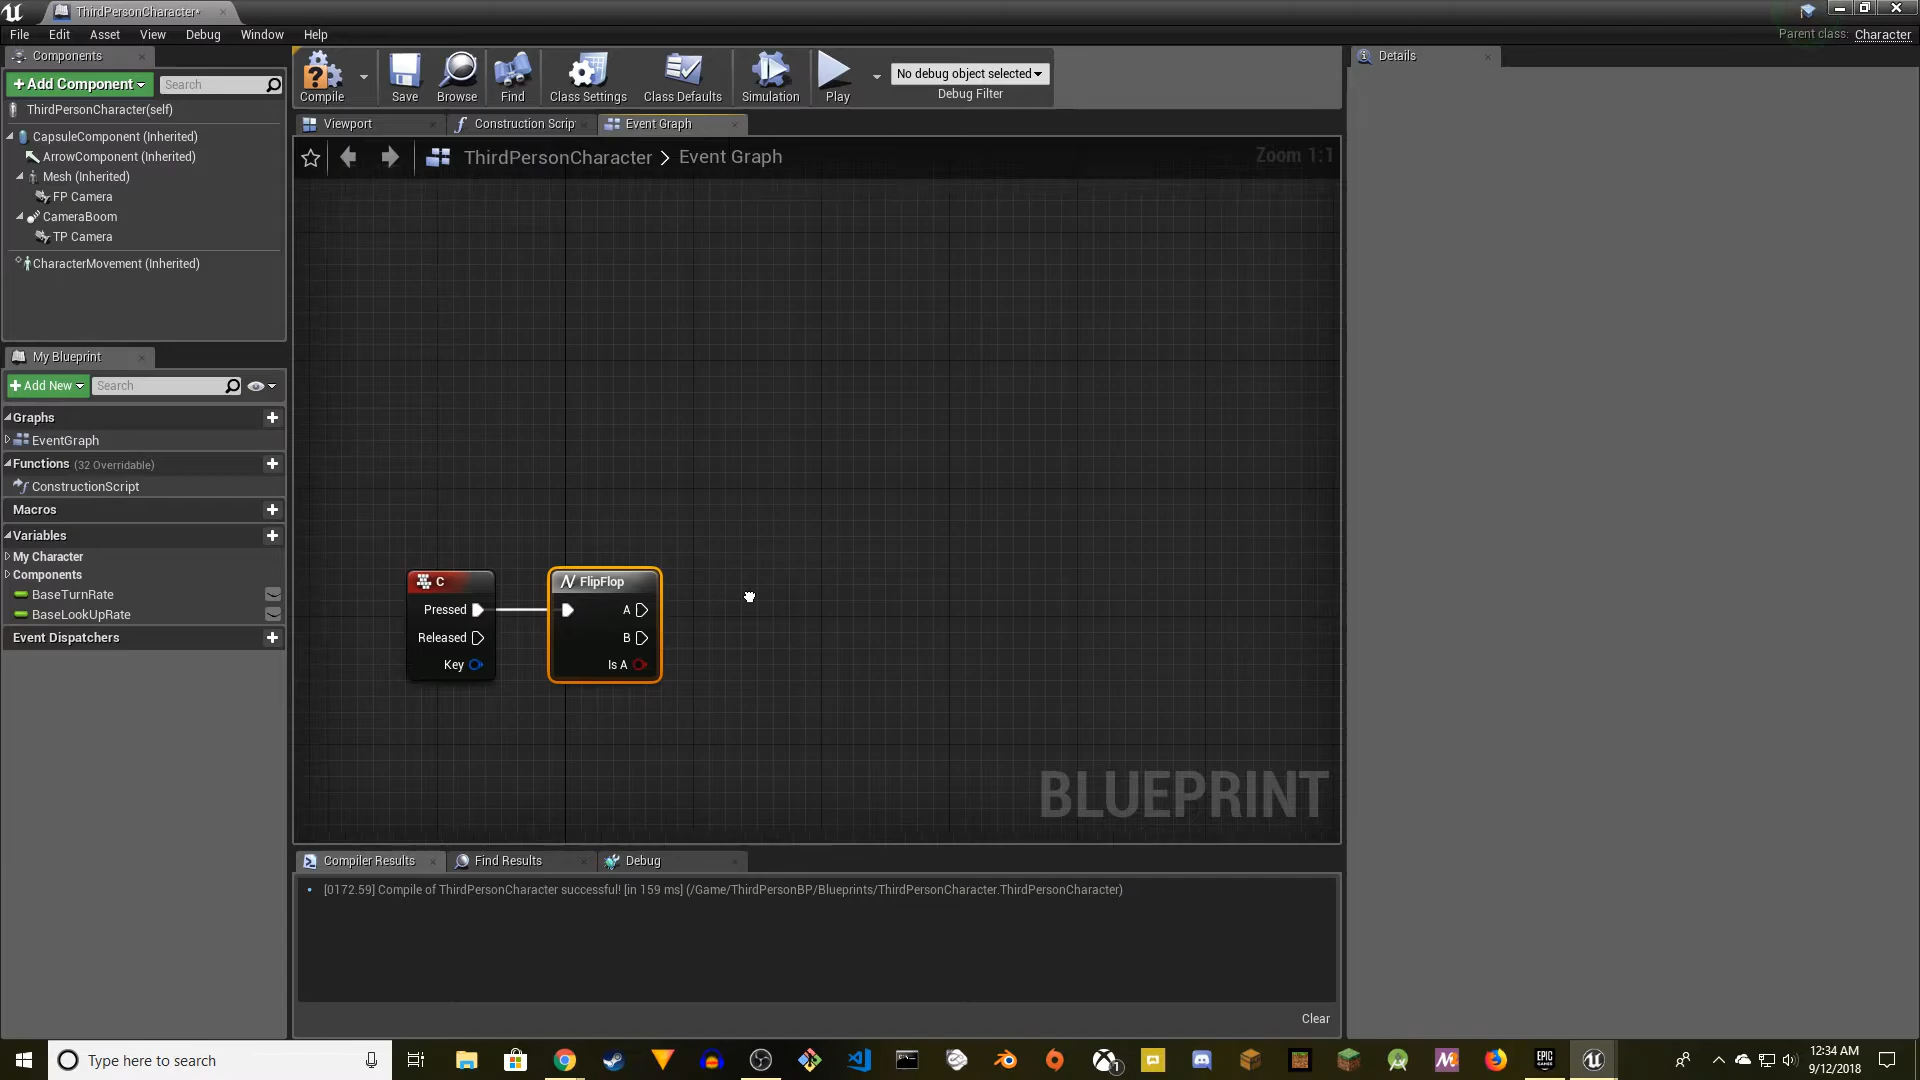 ThirdPersonCharacter*
File Edit Asset View Debug Window Help
Parent class: Character
Components
+Add Component
Search
ThirdPersonCharacter(self)
CapsuleComponent (Inherited)
ArrowComponent (Inherited)
Mesh (Inherited)
FP Camera
CameraBoom
TP Camera
CharacterMovement (Inherited)
My Blueprint
+Add New
Search
Graphs
EventGraph
Functions (32 Overridable)
ConstructionScript
Macros
Variables
My Character
Components
BaseTurnRate
BaseLookUpRate
Event Dispatchers
Compile
Save
Browse
Find
Class Settings
Class Defaults
Simulation
Play
No debug object selected
Debug Filter
Viewport
Construction Scrip
Event Graph
ThirdPersonCharacter > Event Graph
Zoom 1:1
C
Pressed
Released
Key
FlipFlop
A
B
Is A
BLUEPRINT
Compiler Results
Find Results
Debug
[0172.59] Compile of ThirdPersonCharacter successful! [in 159 ms] (/Game/ThirdPersonBP/Blueprints/ThirdPersonCharacter.ThirdPersonCharacter)
Clear
Details
Type here to search
EPIC
GAMES
12:34 AM
9/12/2018